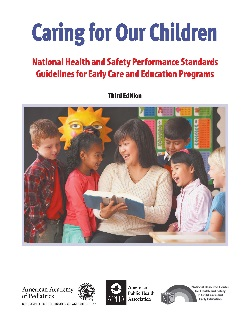 Caring for Our Children
National Health and Safety Performance Standards
Guidelines for Early Care and Education Programs
Third Edition
American Academy
of Pediatrics
APHA
American
Public Health
Association